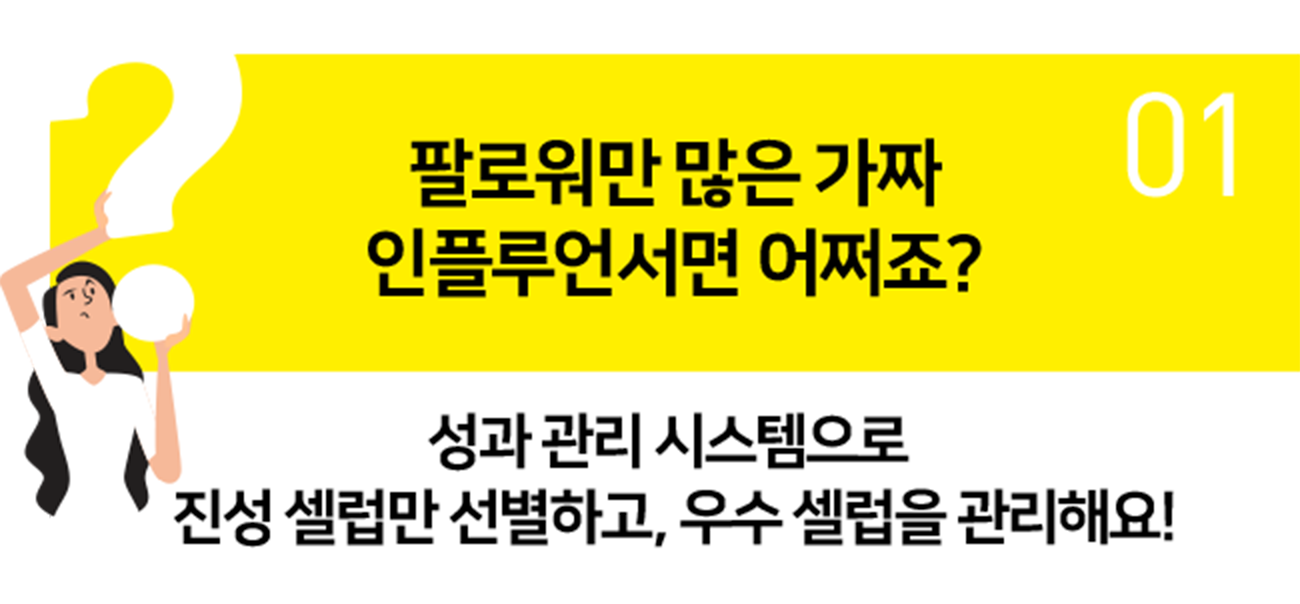 01
팔로워만 많은 가짜
인플루언서면 어쩌죠?
성과 관리 시스템으로
진성 셀럽만 선별하고, 우수 셀럽을 관리해요!